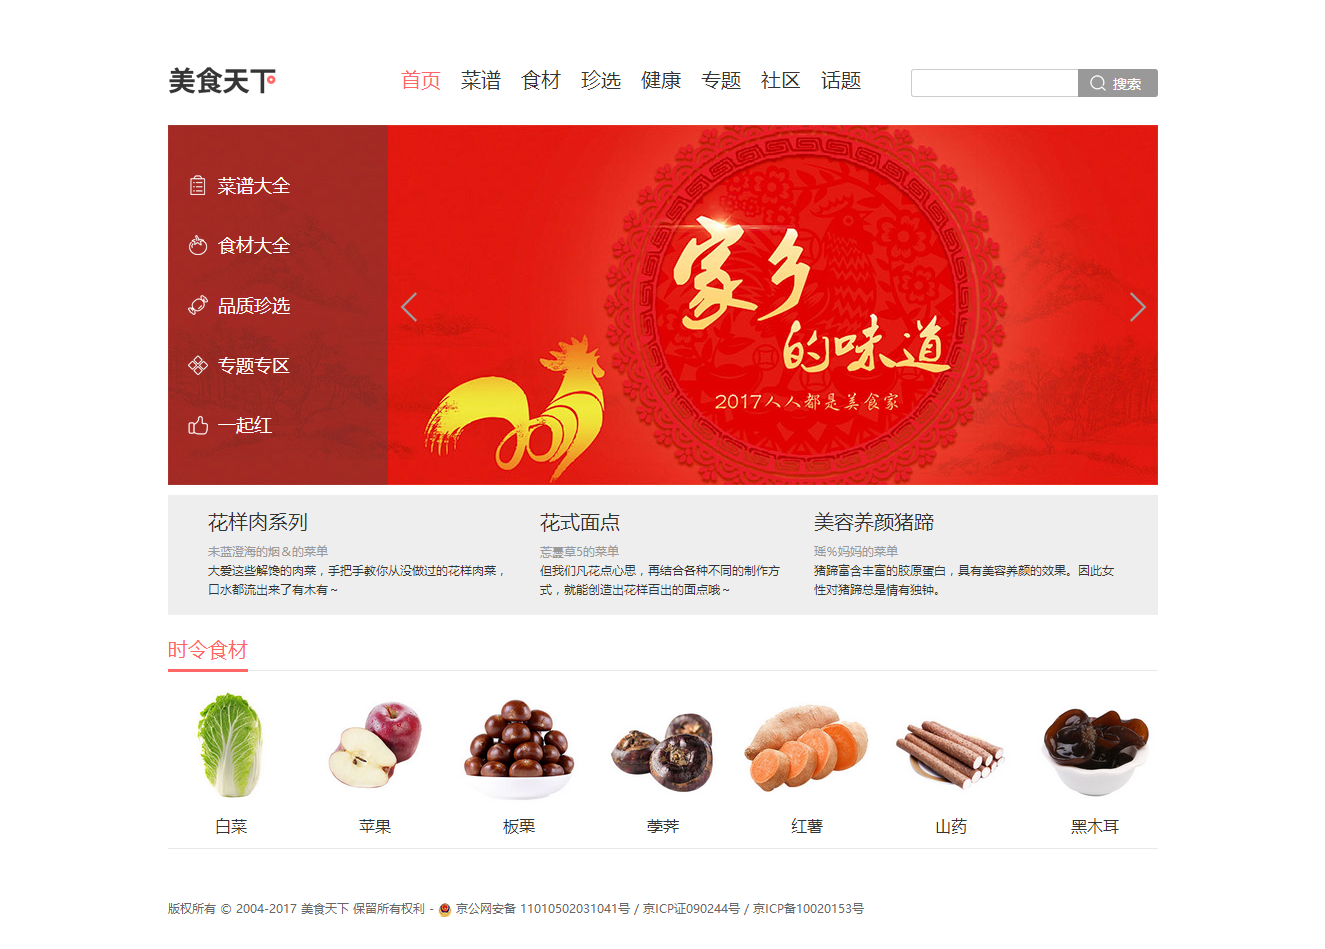 美食天下
首页 菜谱 食材 珍选 健康 专题 社区 话题
搜索
菜谱大全
食材大全
品质珍选
专题专区
一起红
家乡
的味道
2017人人都是美食家
花样肉系列
未蓝澄海的烟&的菜单
大爱这些解馋的肉菜，手把手教你从没做过的花样肉菜，
口水都流出来了有木有～
花式面点
草5的菜单
但我们凡花点心思，再结合各种不同的制作方
式，就能创造出花样百出的面点哦～
美容养颜猪蹄
瑶%妈妈的菜单
猪蹄富含丰富的胶原蛋白，具有美容养颜的效果。因此女
性对猪蹄总是情有独钟。
时令食材
白菜
苹果
板栗
荸荠
红薯
山药
黑木耳
版权所有 © 2004-2017 美食天下 保留所有权利 - 京公网安备 11010502031041号 / 京ICP证090244号 / 京ICP备10020153号